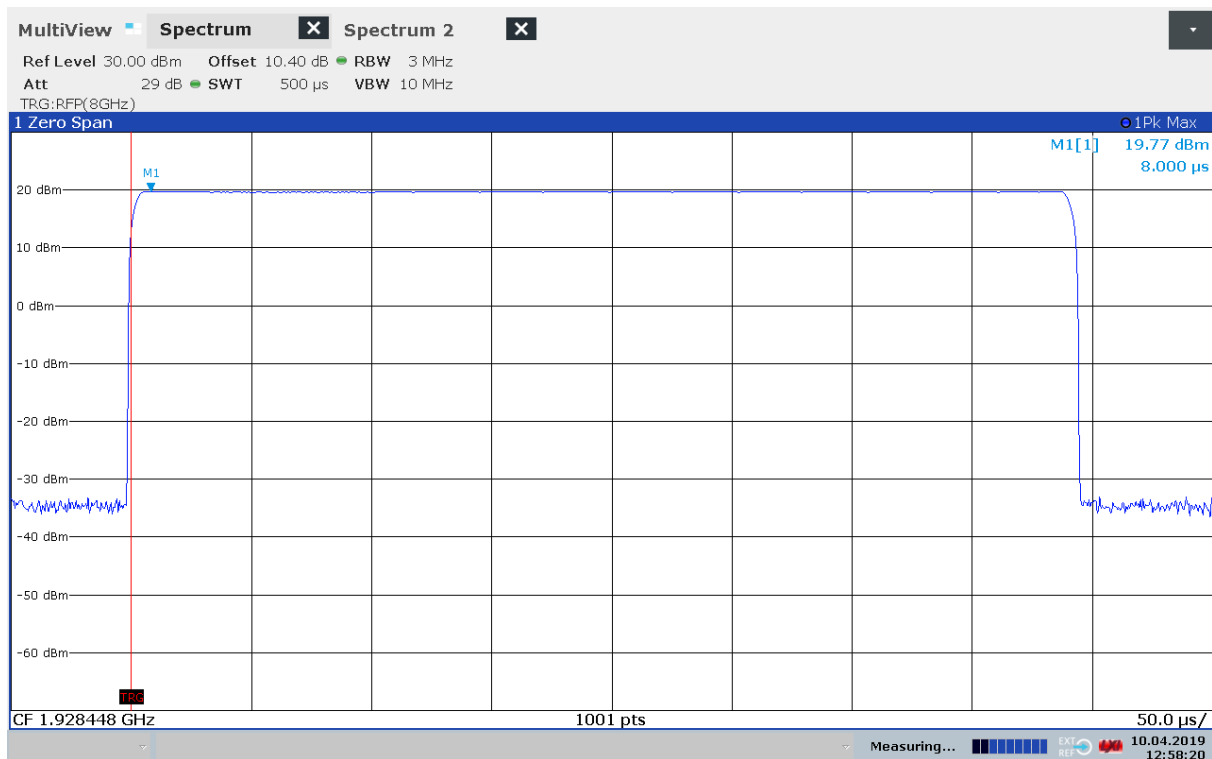 MultiView Spectrum X Spectrum 2 X
Ref Level 30.00 dBm Offset 10.40 dB RBW 3 MHz
Att 29 dB SWT 500 µs VBW 10 MHz
TRG:RFP(8GHz)
1 Zero Span 1Pk Max
M1[1] 19.77 dBm
8.000 µs
M1
20 dBm
10 dBm
0 dBm
-10 dBm
-20 dBm
-30 dBm
-40 dBm
-50 dBm
-60 dBm
TRG
CF 1.928448 GHz 1001 pts 50.0 µs/
Measuring... EXT REF 10.04.2019
12:58:20